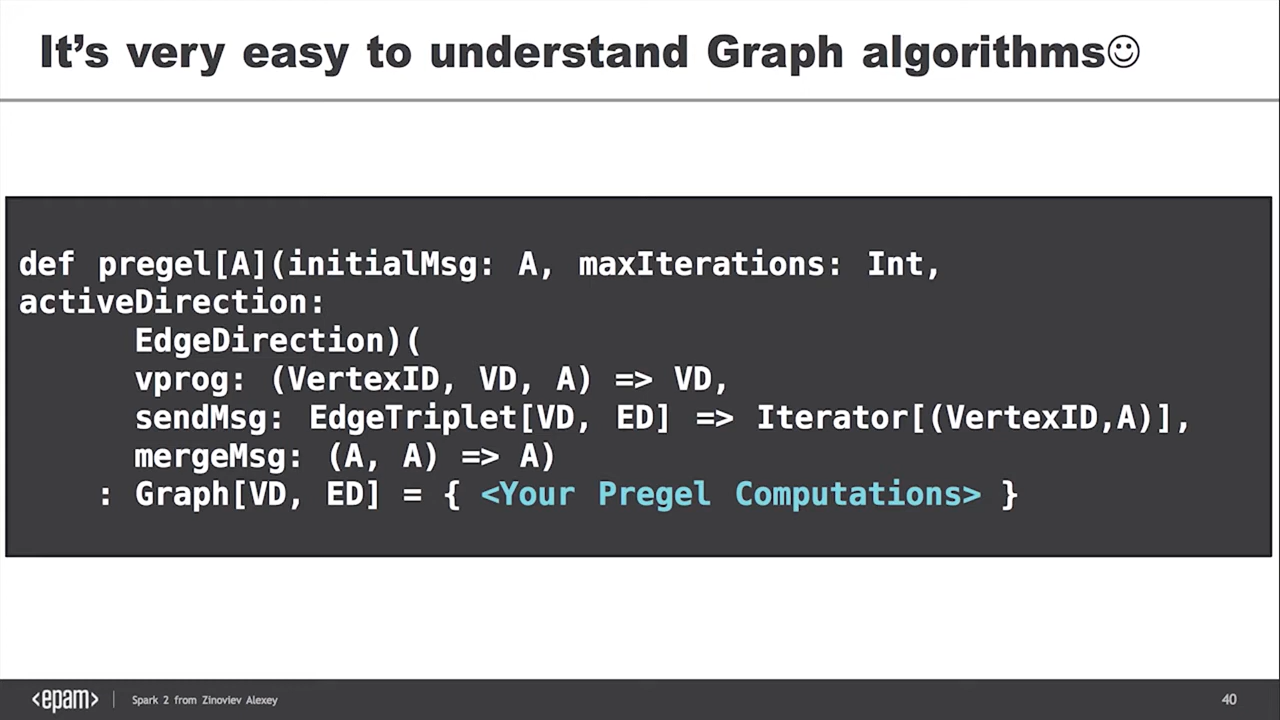 It's very easy to understand Graph algorithms☺
def pregel[A](initialMsg: A, maxIterations: Int,
activeDirection:
EdgeDirection)(
vprog: (VertexID, VD, A) => VD,
sendMsg: EdgeTriplet[VD, ED] => Iterator[(VertexID,A)],
mergeMsg: (A, A) => A)
: Graph[VD, ED] = { <Your Pregel Computations> }
<epam>
Spark 2 from Zinoviev Alexey
40